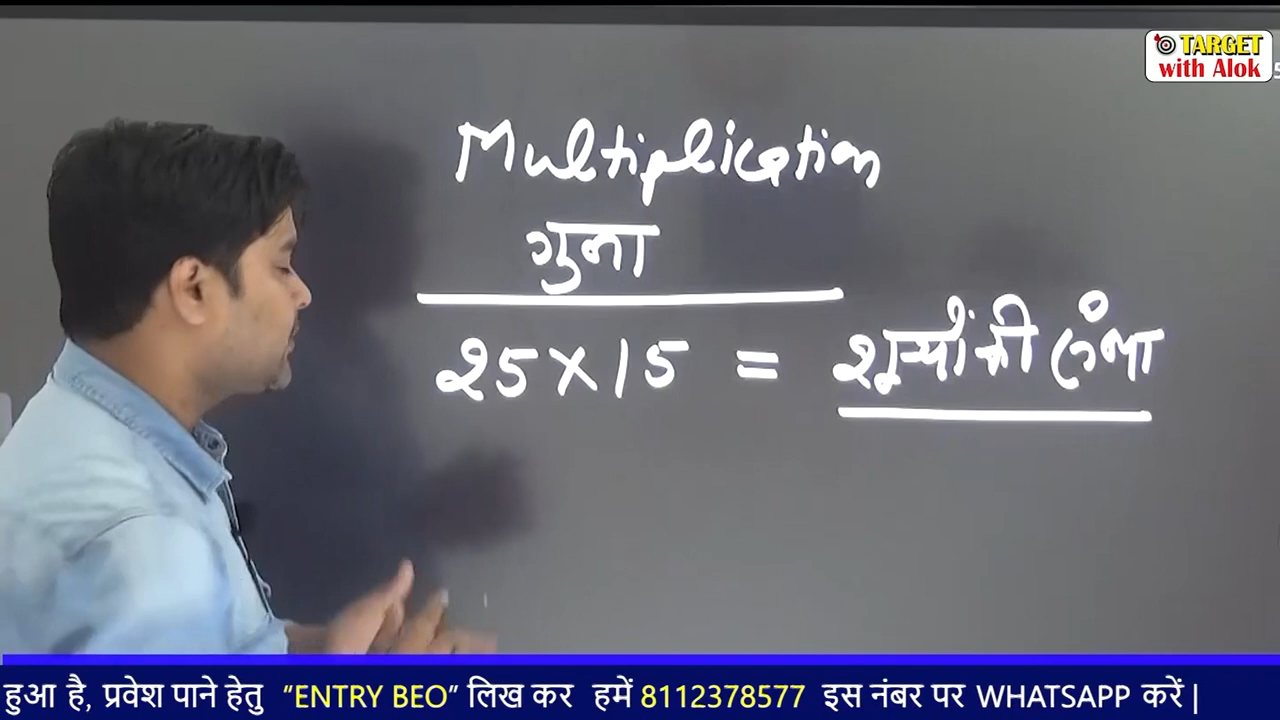 TARGET
with Alok
Multiplication
गुणा
25 × 15 = शून्यों की
हुआ है, प्रवेश पाने हेतु “ENTRY BEO” लिख कर हमें 8112378577 इस नंबर पर WHATSAPP करें |